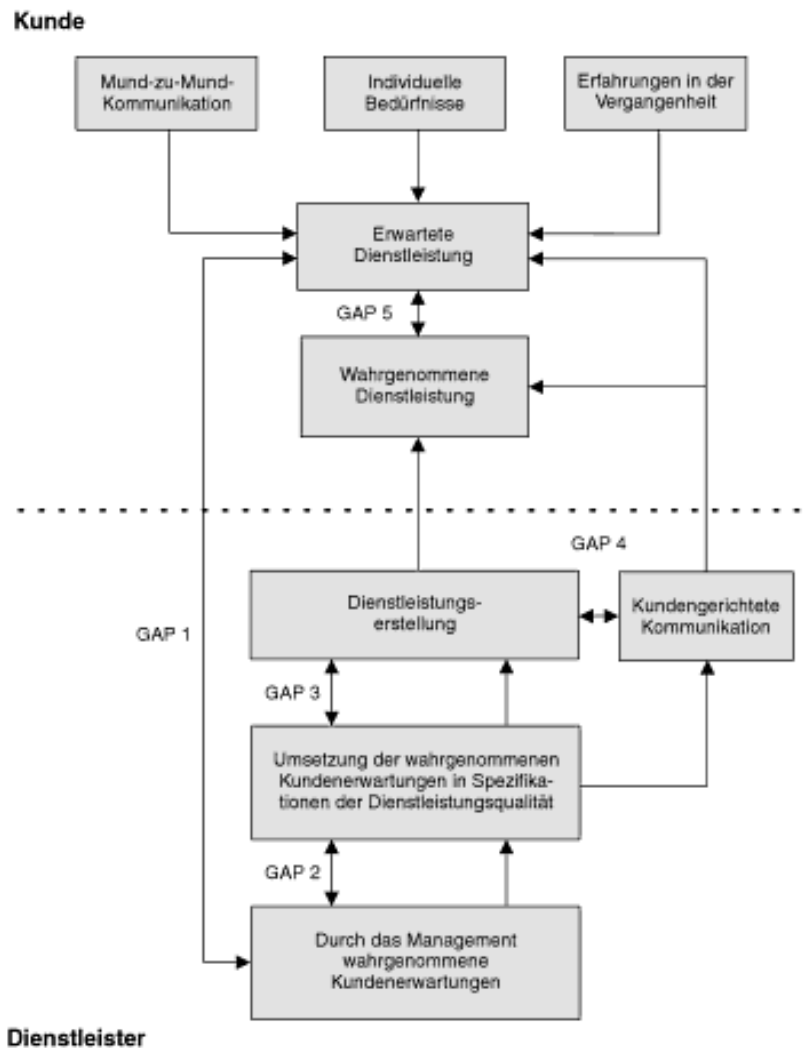 Kunde
Mund-zu-Mund-
Kommunikation
Individuelle
Bedürfnisse
Erfahrungen in der
Vergangenheit
Erwartete
Dienstleistung
GAP 5
Wahrgenommene
Dienstleistung
GAP 4
Dienstleistungs-
erstellung
Kundengerichtete
Kommunikation
GAP 1
GAP 3
Umsetzung der wahrgenommenen
Kundenerwartungen in Spezifika-
tionen der Dienstleistungsqualität
GAP 2
Durch das Management
wahrgenommene
Kundenerwartungen
Dienstleister